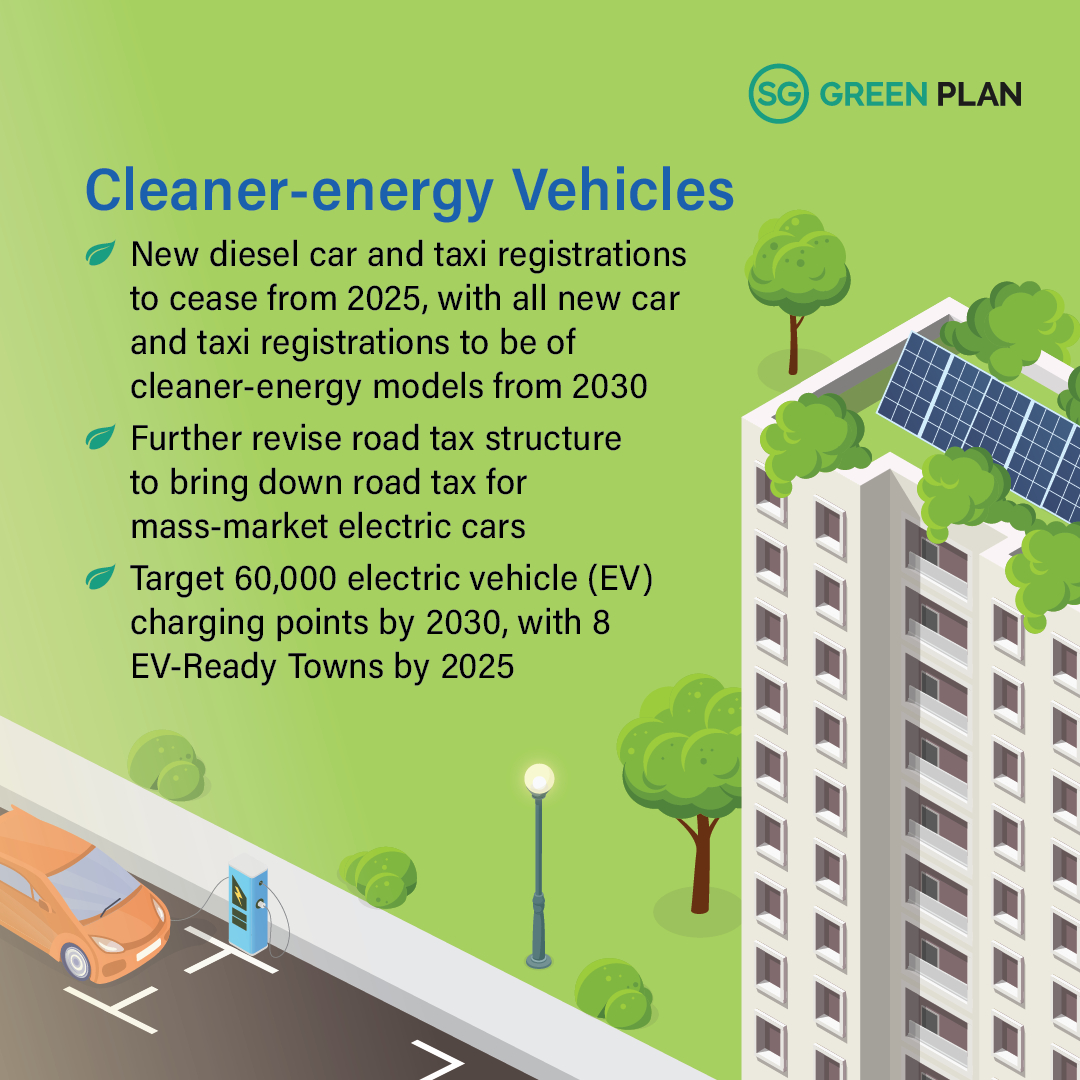 SG GREEN PLAN
Cleaner-energy Vehicles
New diesel car and taxi registrations
to cease from 2025, with all new car
and taxi registrations to be of
cleaner-energy models from 2030
Further revise road tax structure
to bring down road tax for
mass-market electric cars
Target 60,000 electric vehicle (EV)
charging points by 2030, with 8
EV-Ready Towns by 2025